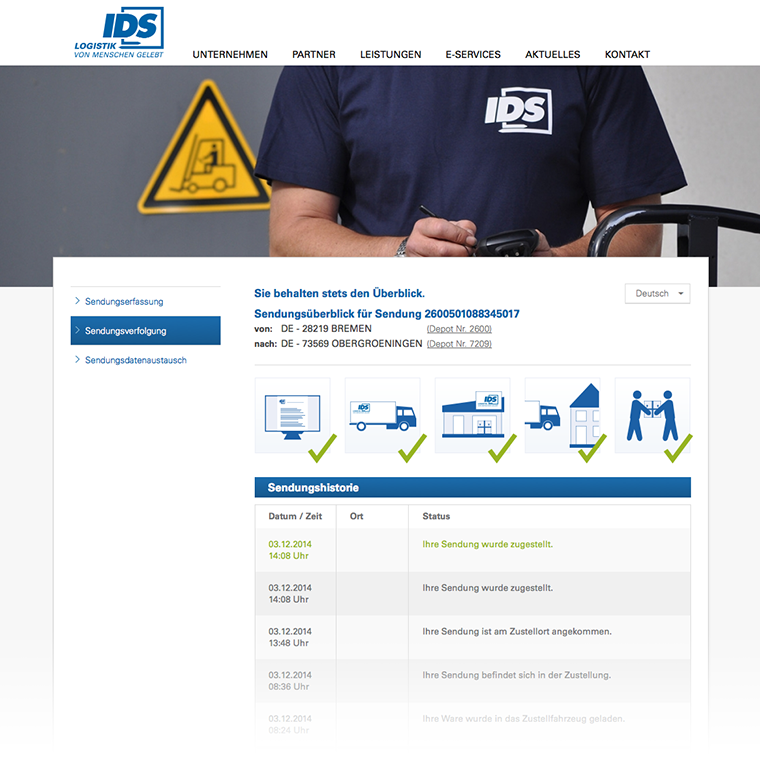 IDS
LOGISTIK
VON MENSCHEN GELEBT
UNTERNEHMEN PARTNER LEISTUNGEN E-SERVICES AKTUELLES KONTAKT
IDS
Sendungserfassung
Sendungsverfolgung
Sendungsdatenaustausch
Sie behalten stets den Überblick.
Deutsch
Sendungsüberblick für Sendung 2600501088345017
von: DE - 28219 BREMEN (Depot Nr. 2600)
nach: DE - 73569 OBERGROENINGEN (Depot Nr. 7209)
IDS
IDS
Sendungshistorie
Datum / Zeit Ort Status
03.12.2014
14:08 Uhr
Ihre Sendung wurde zugestellt.
03.12.2014
14:08 Uhr
Ihre Sendung wurde zugestellt.
03.12.2014
13:48 Uhr
Ihre Sendung ist am Zustellort angekommen.
03.12.2014
08:36 Uhr
Ihre Sendung befindet sich in der Zustellung.
03.12.2014
08:24 Uhr
Ihre Ware wurde in das Zustellfahrzeug geladen.